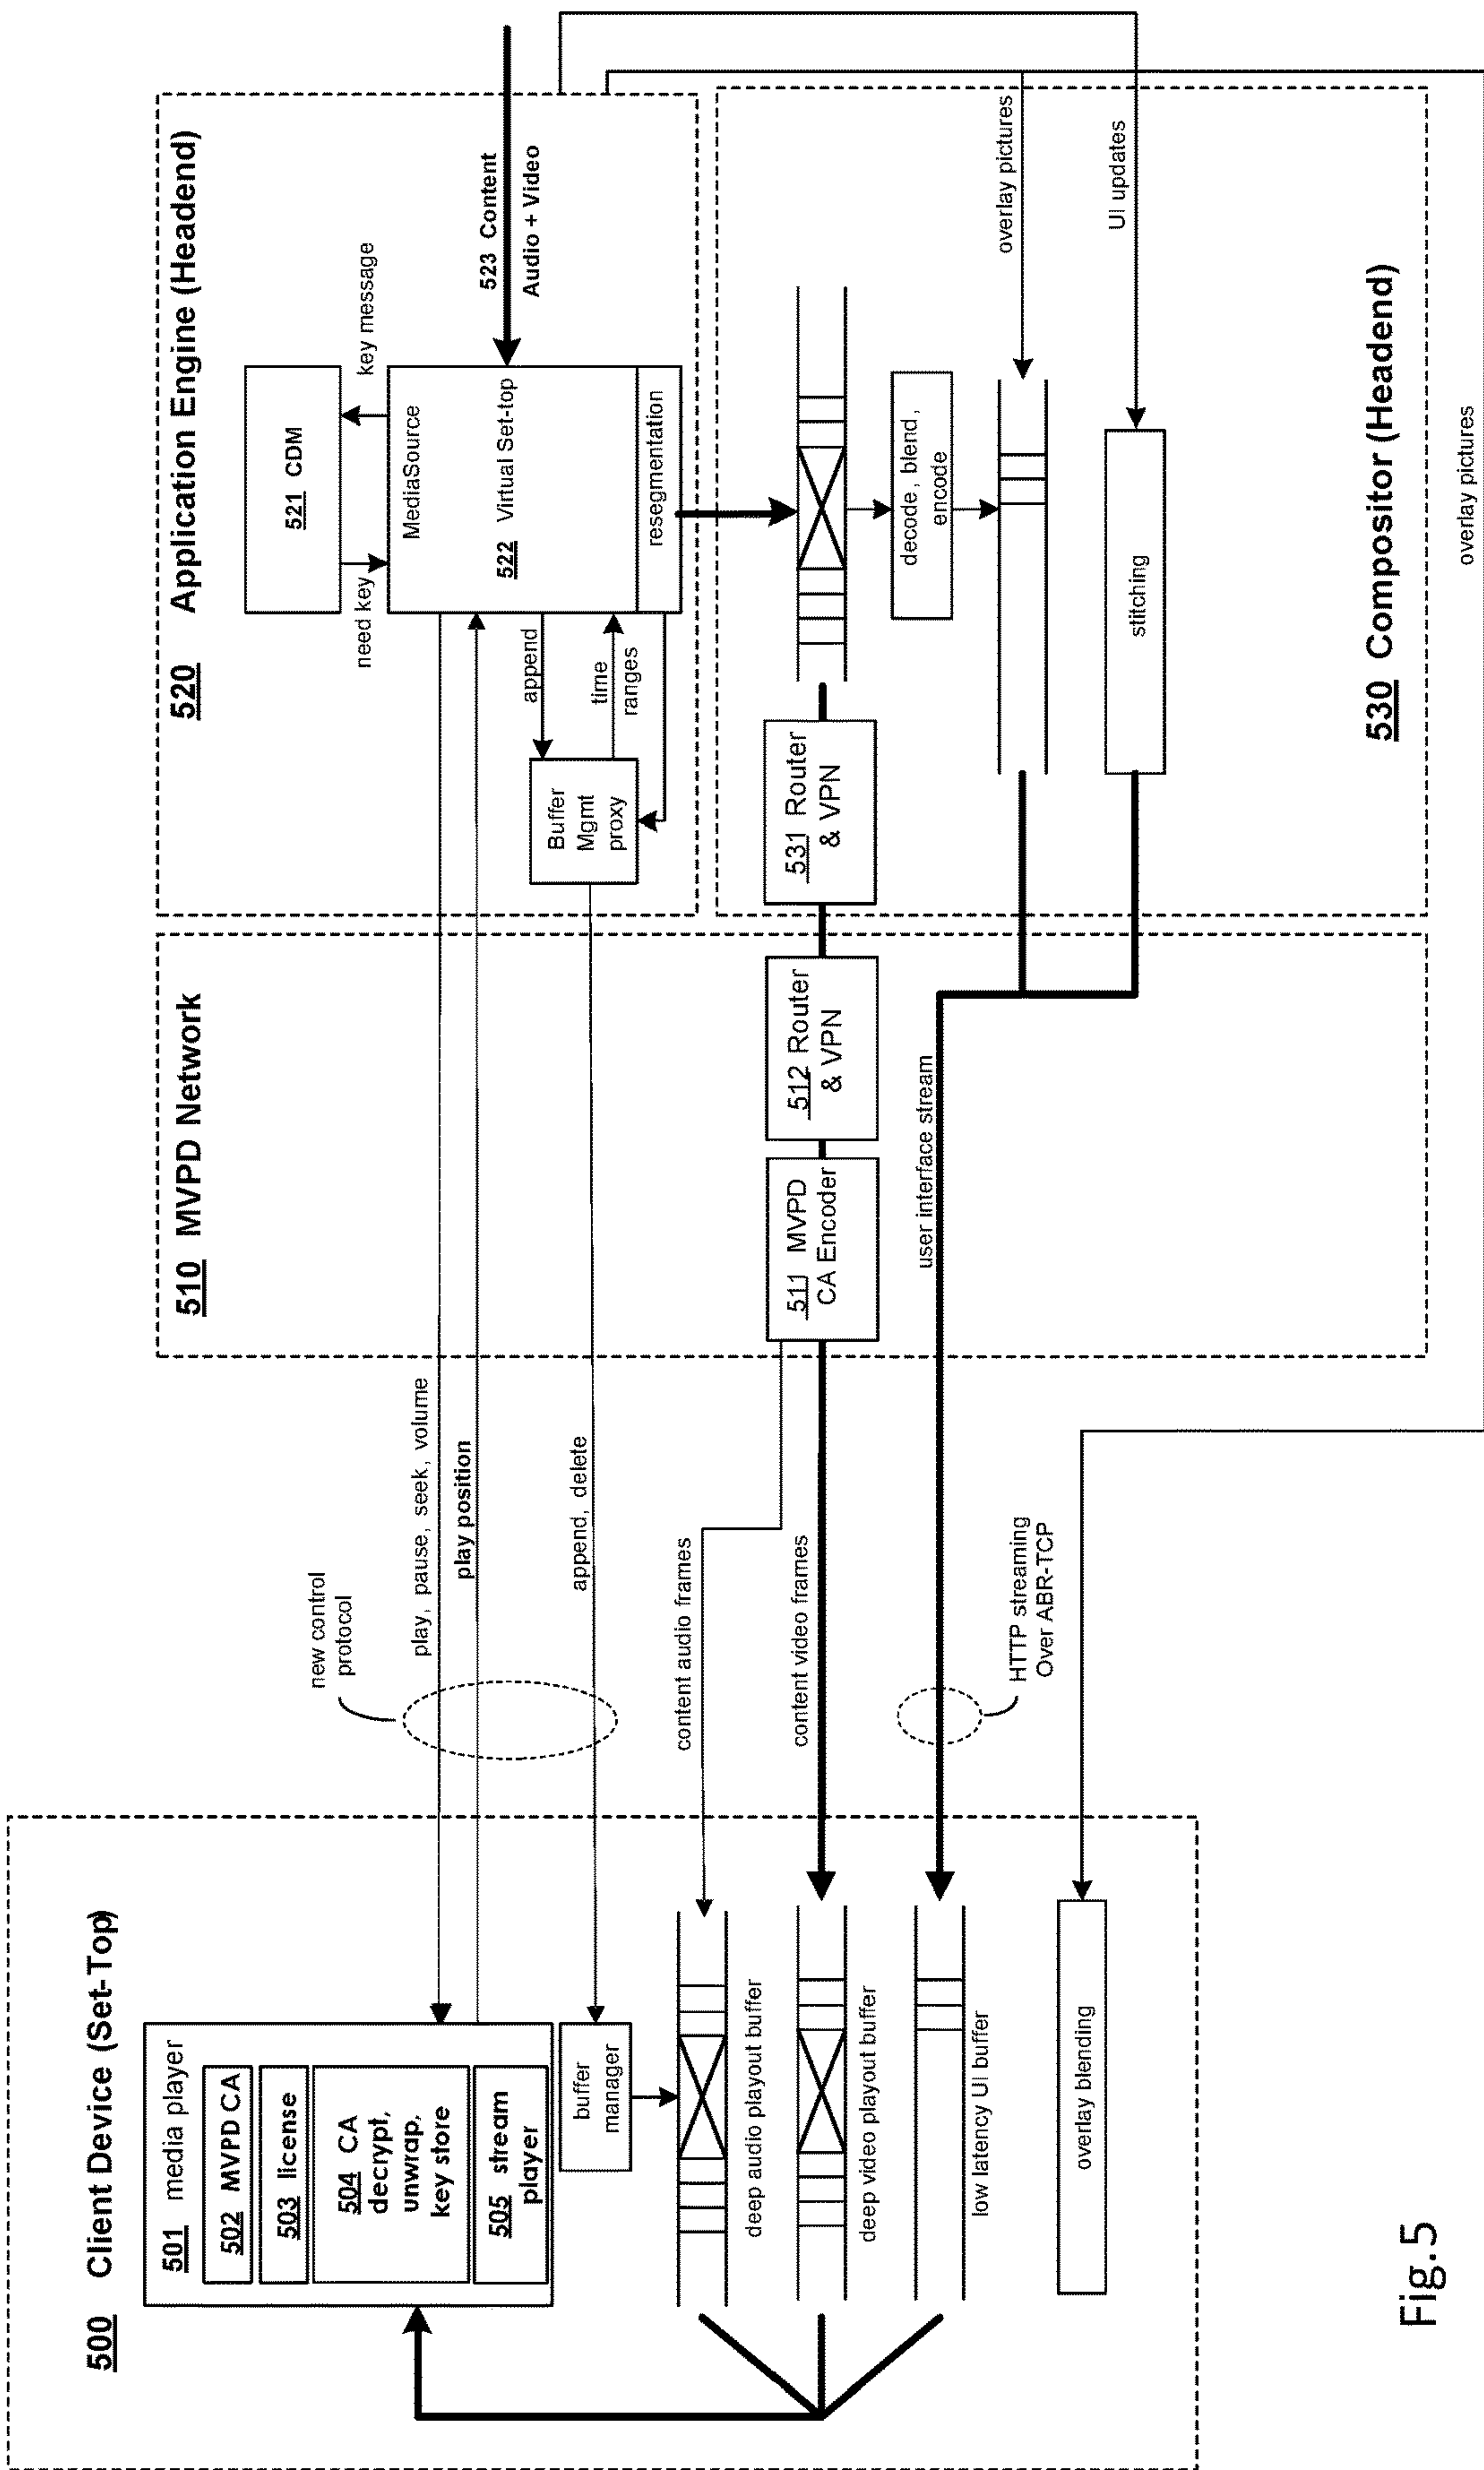 500 Client Device (Set-Top)
501 media player
502 MVPD CA
503 license
504 CA
decrypt,
unwrap,
key store
505 stream
player
buffer
manager
deep audio playout buffer
deep video playout buffer
low latency UI buffer
overlay blending
new control
protocol
play, pause, seek, volume
play position
append, delete
content audio frames
content video frames
HTTP streaming
Over ABR-TCP
510 MVPD Network
511 MVPD
CA Encoder
512 Router
& VPN
user interface stream
520 Application Engine (Headend)
521 CDM
need key
key message
MediaSource
522 Virtual Set-top
resegmentation
append
time
ranges
Buffer
Mgmt
proxy
523 Content
Audio + Video
531 Router
& VPN
decode, blend,
encode
overlay pictures
UI updates
stitching
530 Compositor (Headend)
overlay pictures
Fig.5